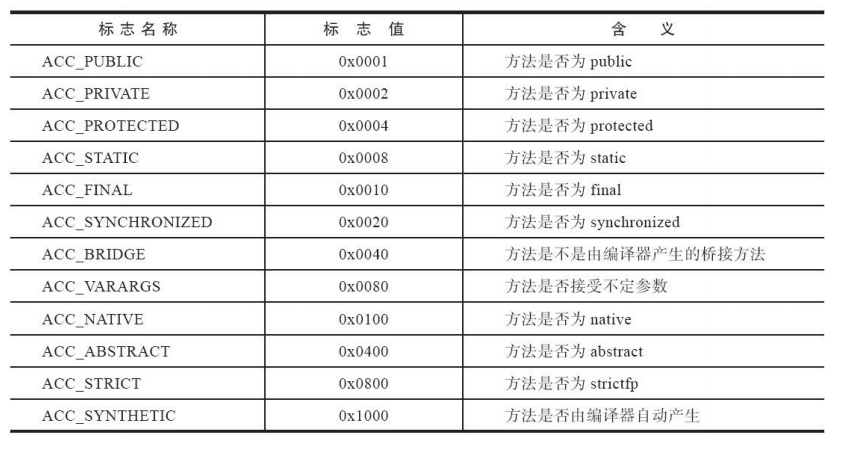 标志名称 标志值 含义
ACC_PUBLIC 0x0001 方法是否为 public
ACC_PRIVATE 0x0002 方法是否为 private
ACC_PROTECTED 0x0004 方法是否为 protected
ACC_STATIC 0x0008 方法是否为 static
ACC_FINAL 0x0010 方法是否为 final
ACC_SYNCHRONIZED 0x0020 方法是否为 synchronized
ACC_BRIDGE 0x0040 方法是不是由编译器产生的桥接方法
ACC_VARARGS 0x0080 方法是否接受不定参数
ACC_NATIVE 0x0100 方法是否为 native
ACC_ABSTRACT 0x0400 方法是否为 abstract
ACC_STRICT 0x0800 方法是否为 strictfp
ACC_SYNTHETIC 0x1000 方法是否由编译器自动产生